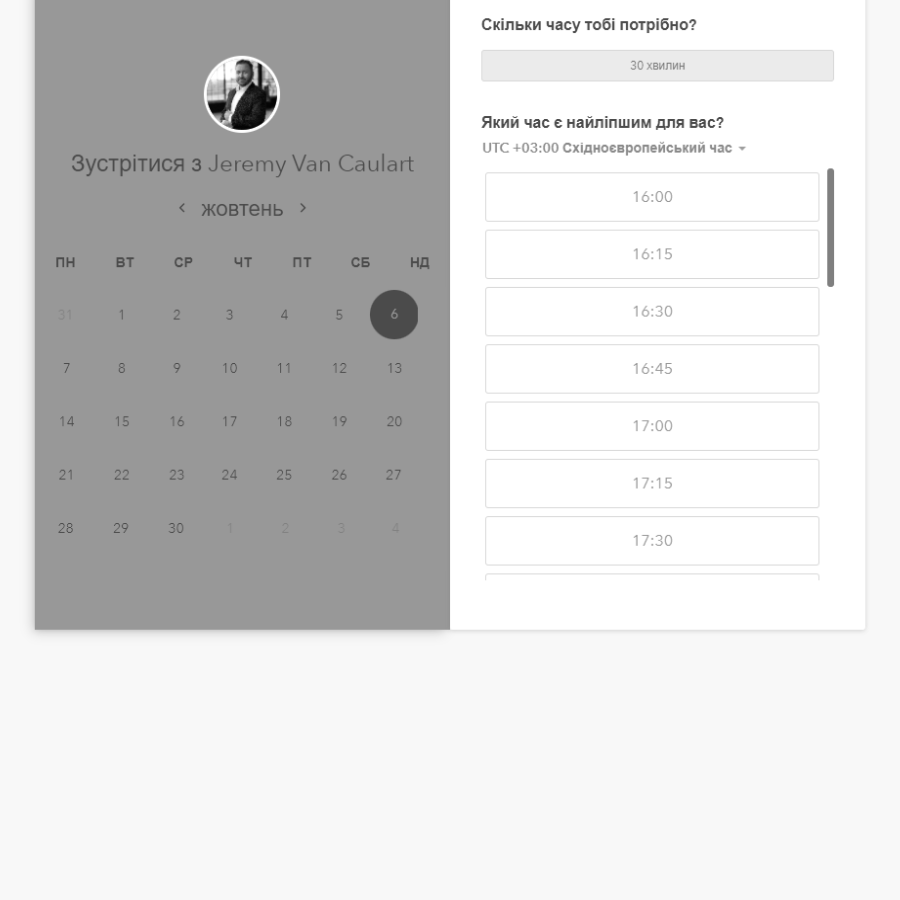 Зустрітися з Jeremy Van Caulart
жовтень
ПН ВТ СР ЧТ ПТ СБ НД
31 1 2 3 4 5 6
7 8 9 10 11 12 13
14 15 16 17 18 19 20
21 22 23 24 25 26 27
28 29 30 1 2 3 4
Скільки часу тобі потрібно?
30 хвилин
Який час є найліпшим для вас?
UTC +03:00 Східноєвропейський час
16:00
16:15
16:30
16:45
17:00
17:15
17:30